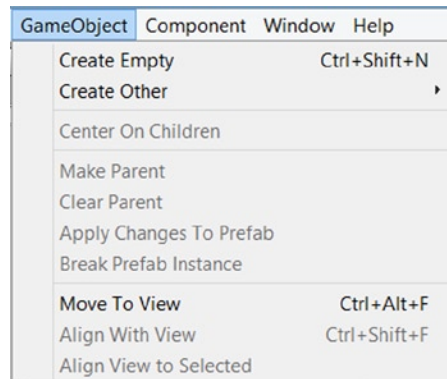 GameObject Component Window Help
Create Empty Ctrl+Shift+N
Create Other
Center On Children
Make Parent
Clear Parent
Apply Changes To Prefab
Break Prefab Instance
Move To View Ctrl+Alt+F
Align With View Ctrl+Shift+F
Align View to Selected